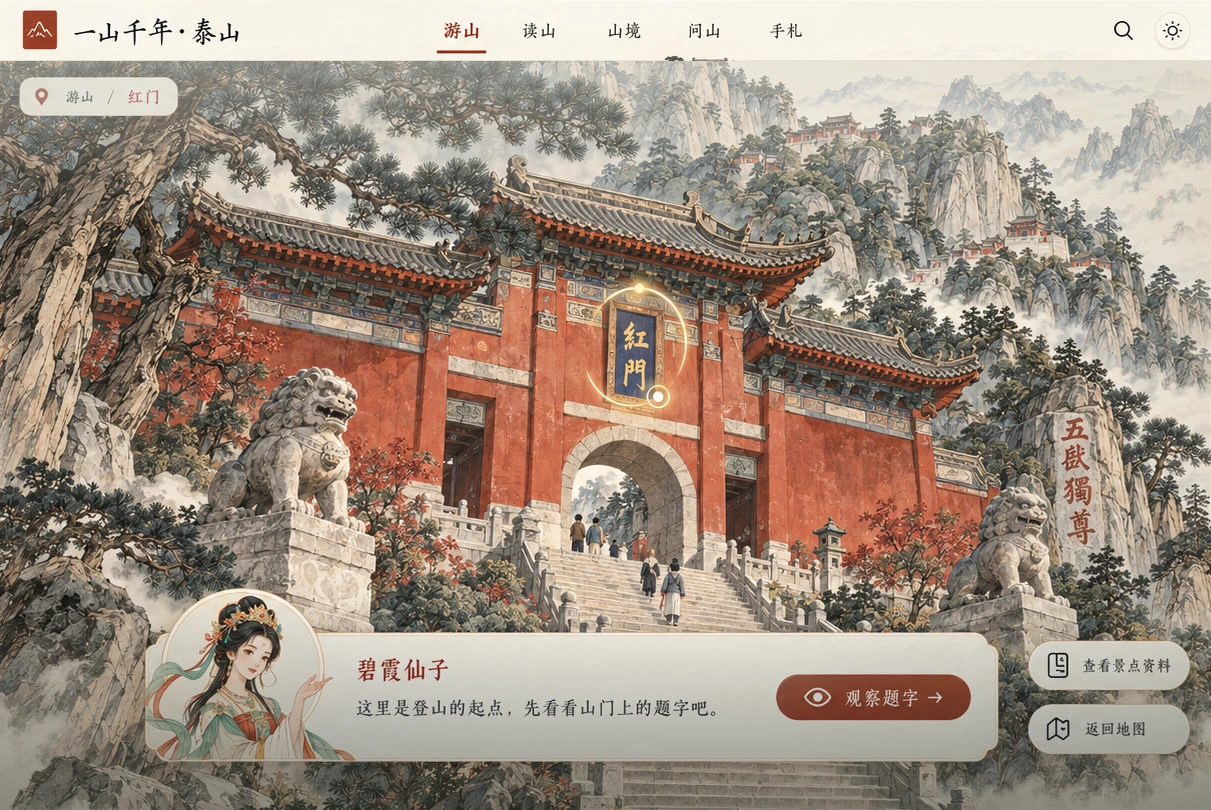 一山千年·泰山
游山
读山
山境
问山
手札
游山 / 红门
紅門
五嶽獨尊
碧霞仙子
这里是登山的起点，先看看山门上的题字吧。
观察题字 →
查看景点资料
返回地图